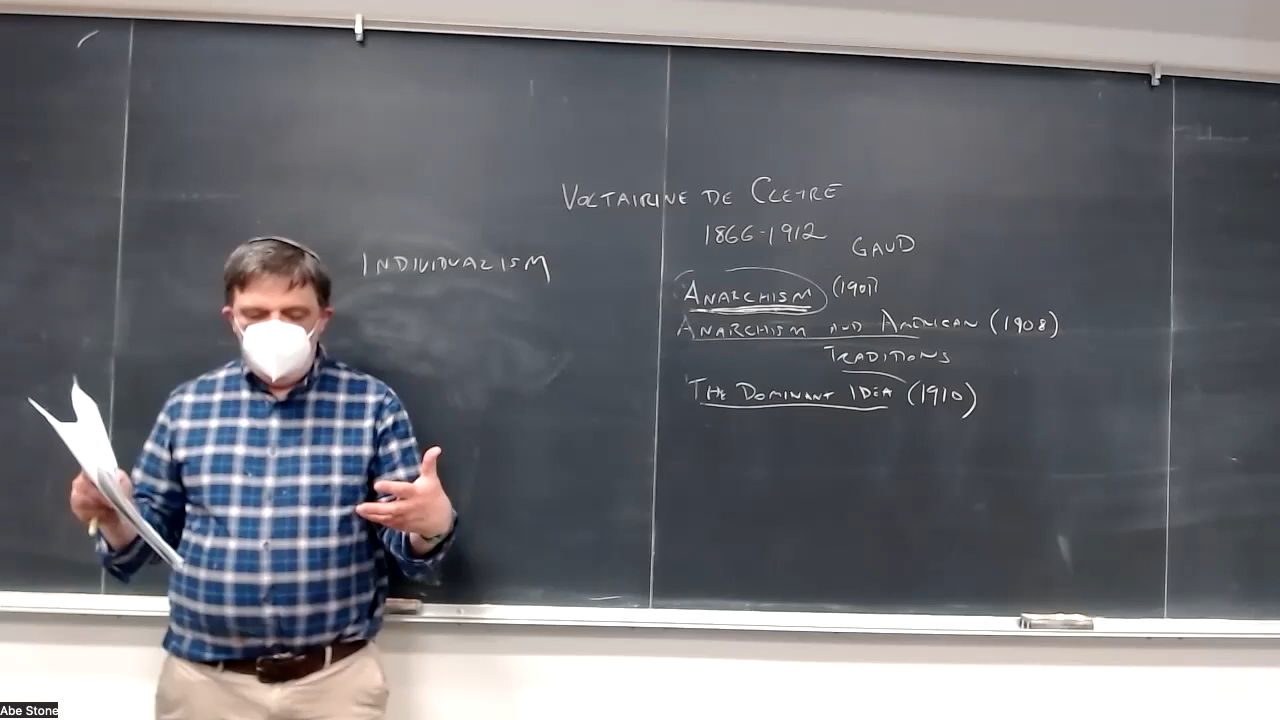 VOLTAIRINE DE CLEYRE
1866-1912
GAUD
INDIVIDUALISM
ANARCHISM (1901)
ANARCHISM AND AMERICAN (1908)
TRADITIONS
THE DOMINANT IDEA (1910)
Abe Stone